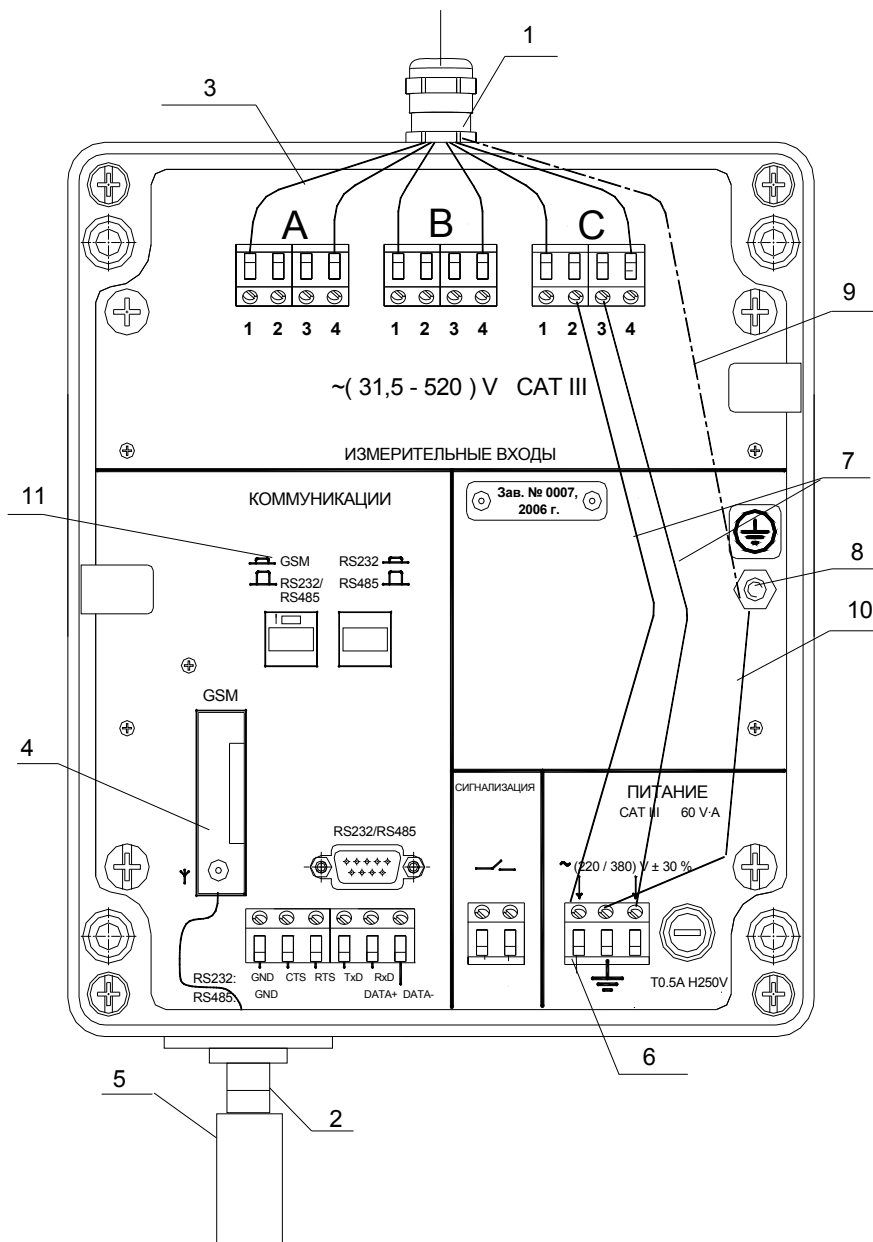 1
3
A B C
1 2 3 4 1 2 3 4 1 2 3 4
9
~( 31,5 - 520 ) V CAT III
ИЗМЕРИТЕЛЬНЫЕ ВХОДЫ
7
11
КОММУНИКАЦИИ
Зав. № 0007,
2006 г.
GSM
RS232/
RS485
RS232
RS485
8
10
GSM
4
СИГНАЛИЗАЦИЯ
ПИТАНИЕ
CAT III 60 V·A
RS232/RS485
~ (220 / 380) V ± 30 %
RS232: GND CTS RTS TxD RxD
RS485: GND DATA+ DATA-
T0.5A H250V
6
5
2